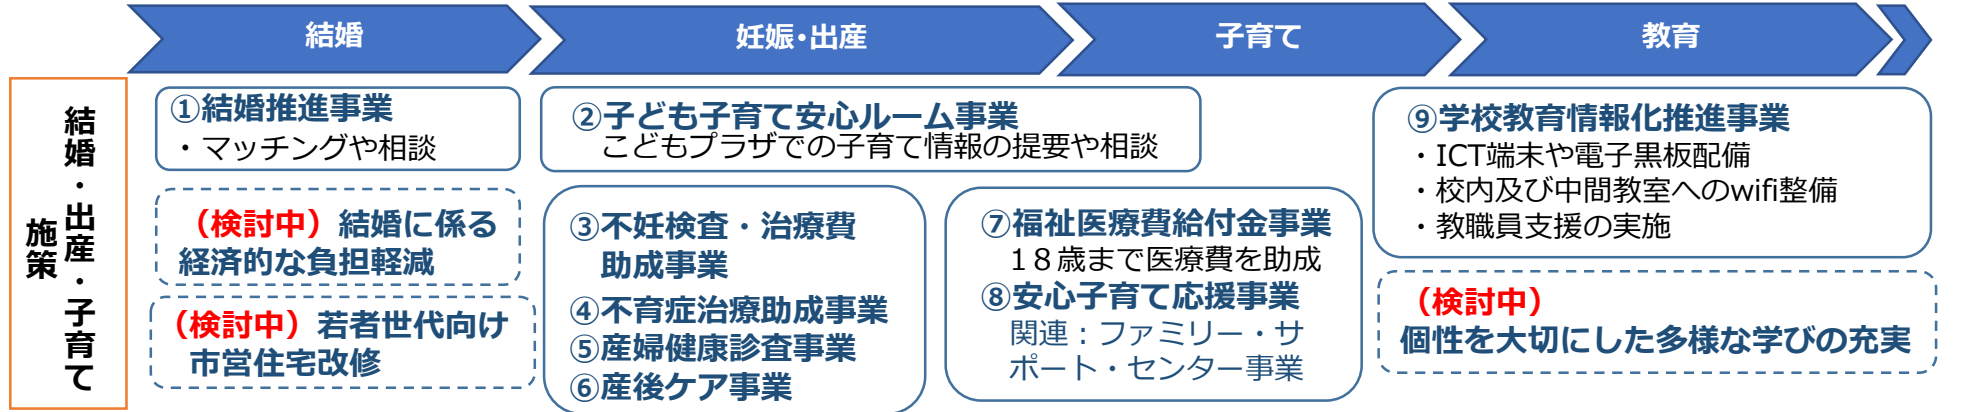 結婚
妊娠・出産
子育て
教育
結婚・出産・子育て
施策
①結婚推進事業
・マッチングや相談
(検討中)結婚に係る
経済的な負担軽減
(検討中)若者世代向け
市営住宅改修
②子ども子育て安心ルーム事業
こどもプラザでの子育て情報の提要や相談
③不妊検査・治療費
助成事業
④不育症治療助成事業
⑤産婦健康診査事業
⑥産後ケア事業
⑦福祉医療費給付金事業
18歳まで医療費を助成
⑧安心子育て応援事業
関連：ファミリー・サ
ポート・センター事業
⑨学校教育情報化推進事業
・ICT端末や電子黒板配備
・校内及び中間教室へのwifi整備
・教職員支援の実施
(検討中)
個性を大切にした多様な学びの充実